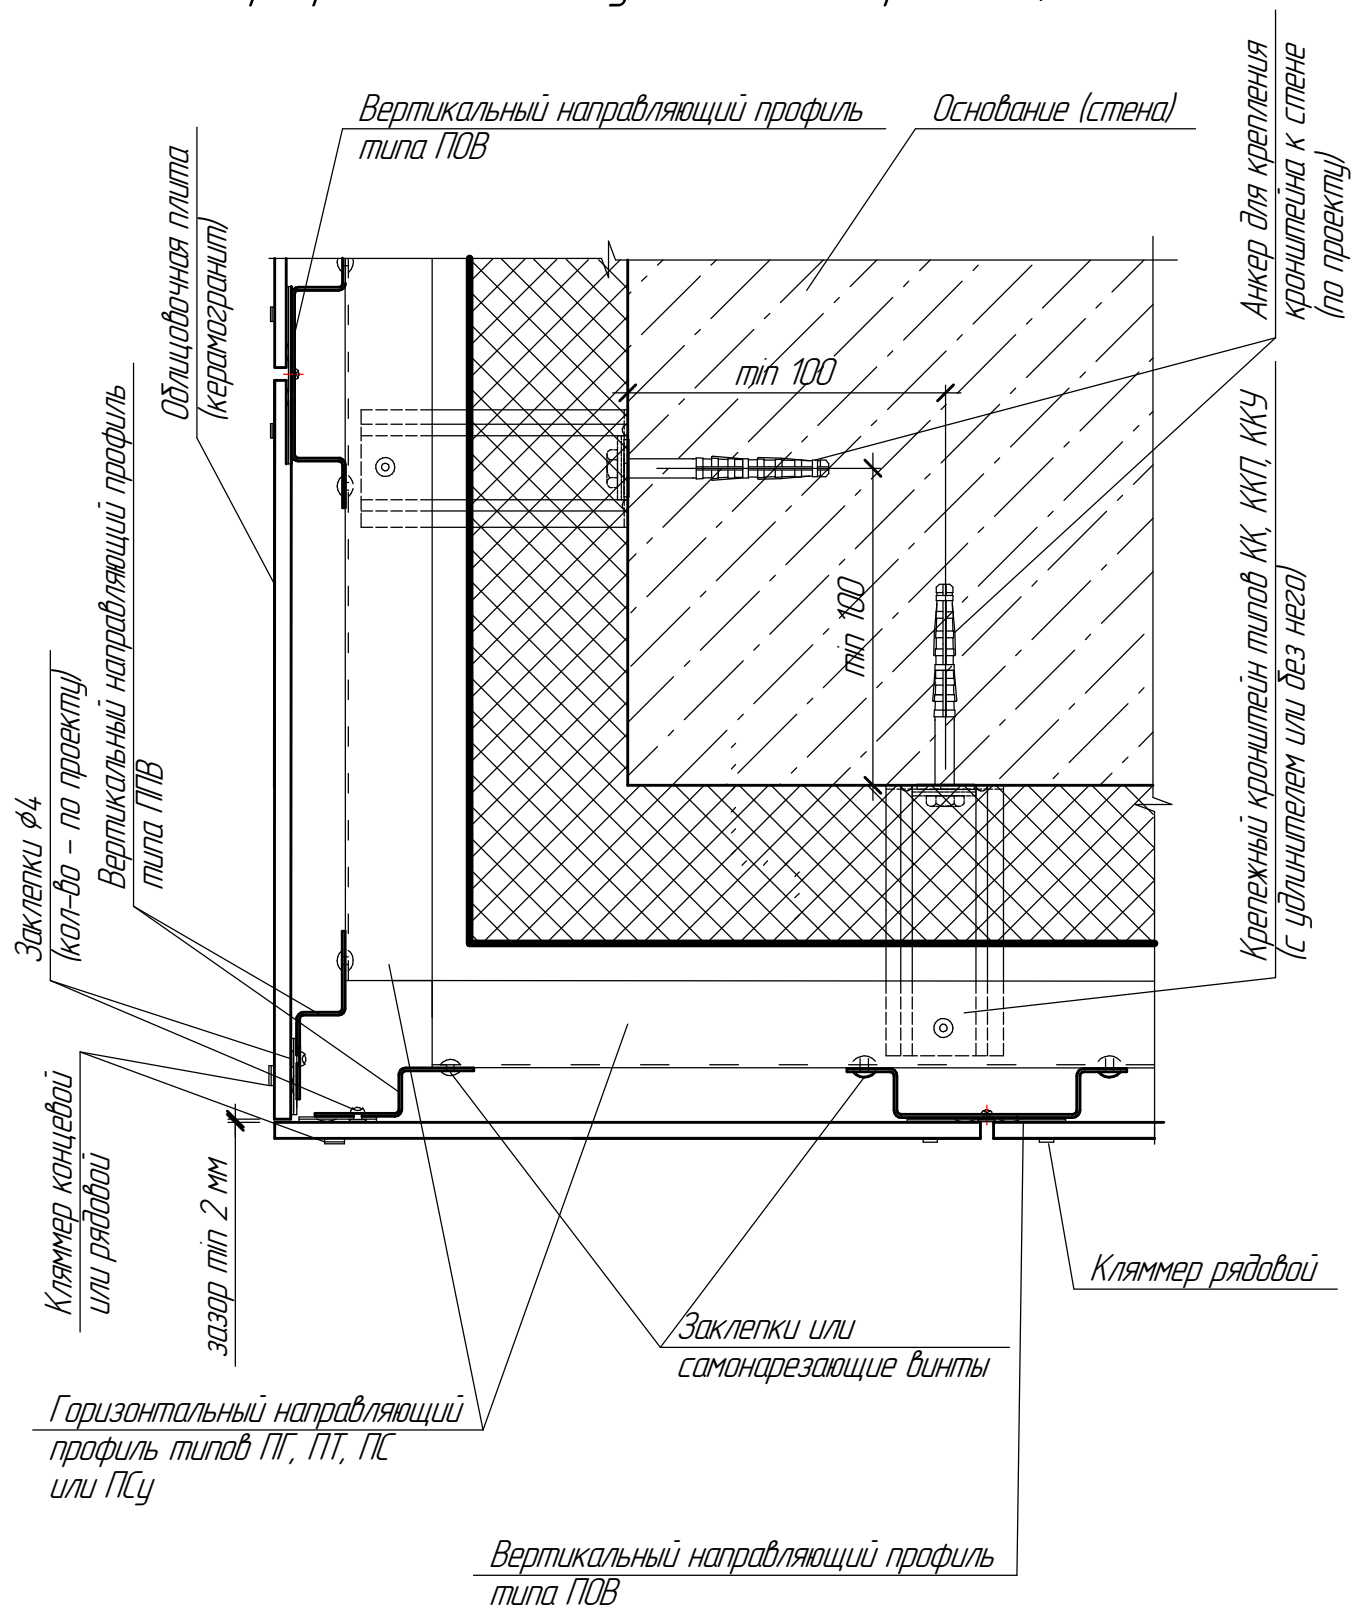 Вертикальный направляющий профиль
типа ПОВ
Основание (стена)
Анкер для крепления
кронштейна к стене
(по проекту)
Облицовочная плита
(керамогранит)
min 100
min 100
Вертикальный направляющий профиль
типа ППВ
Крепежный кронштейн типов КК, ККП, ККУ
(с удлинителем или без него)
Заклепки ф4
(кол-во - по проекту)
Кляммер концевой
или рядовой
зазор min 2 мм
Кляммер рядовой
Заклепки или
самонарезающие винты
Горизонтальный направляющий
профиль типов ПГ, ПТ, ПС
или ПСу
Вертикальный направляющий профиль
типа ПОВ